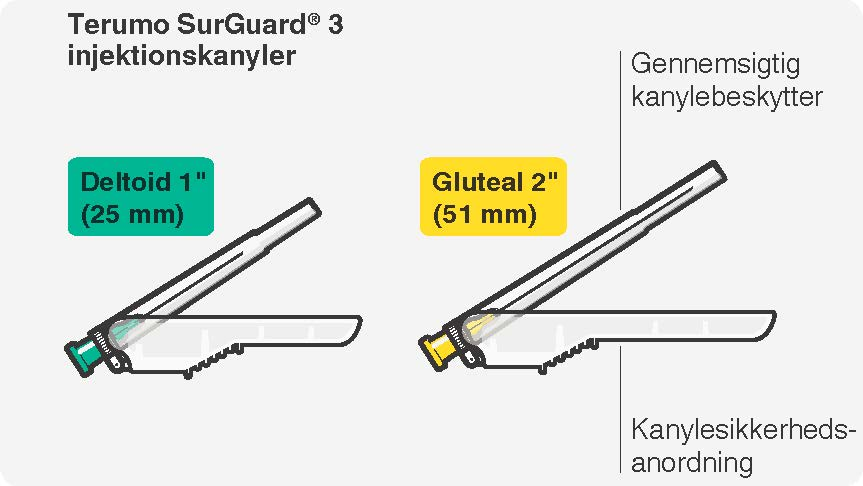 Terumo SurGuard® 3
injektionskanyler
Gennemsigtig
kanylebeskytter
Deltoid 1"
(25 mm)
Gluteal 2"
(51 mm)
Kanylesikkerheds-
anordning